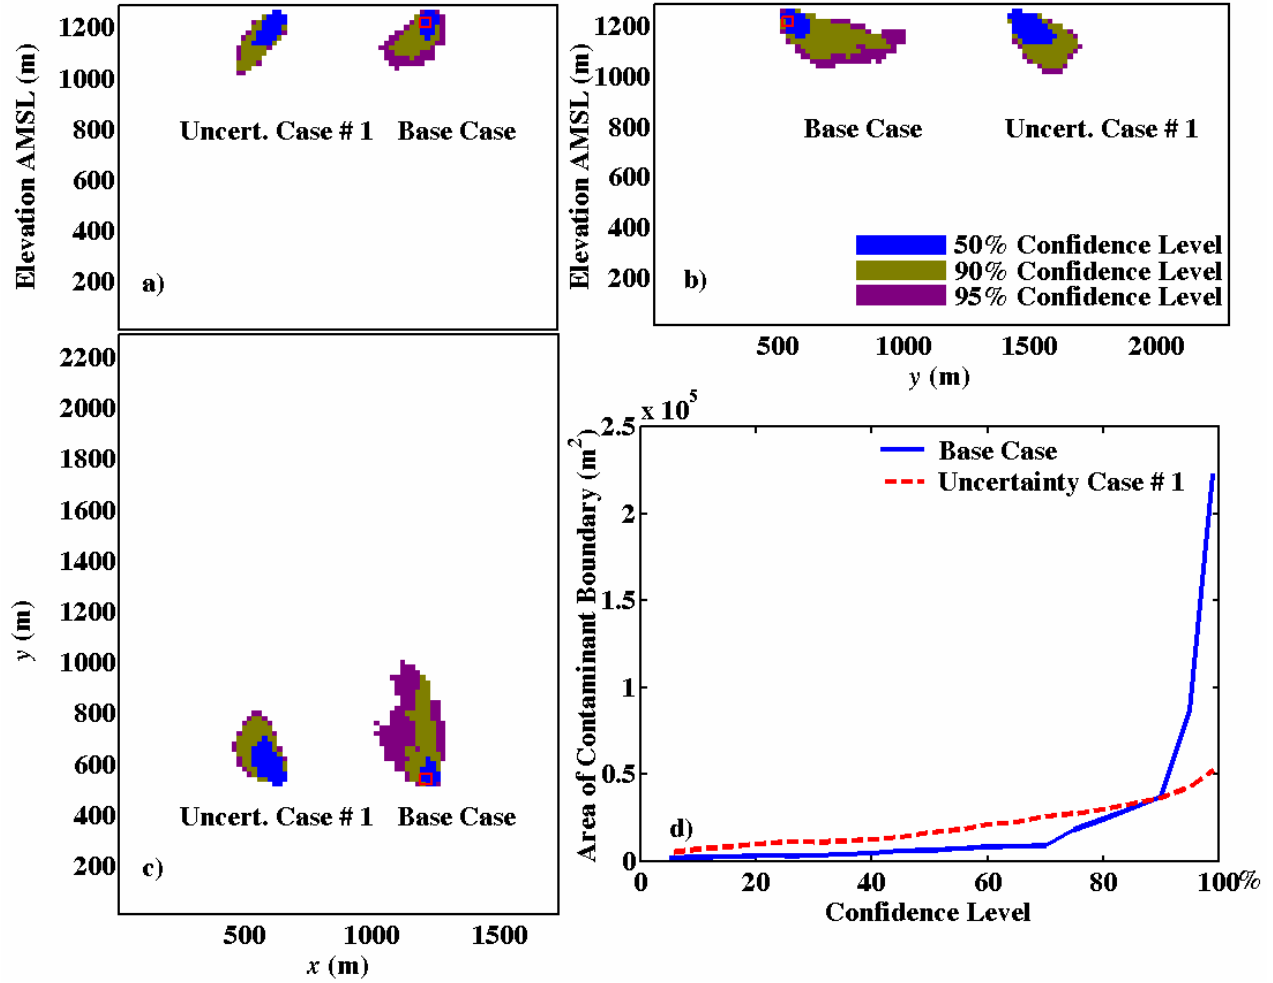 1200
1000
800
600
400
200
Elevation AMSL (m)
Uncert. Case # 1 Base Case
a)
1200
1000
800
600
400
200
Elevation AMSL (m)
Base Case Uncert. Case # 1
50% Confidence Level
90% Confidence Level
95% Confidence Level
b)
500 1000 1500 2000
y (m)
2200
2000
1800
1600
1400
1200
1000
800
600
400
200
y (m)
Uncert. Case # 1 Base Case
c)
500 1000 1500
x (m)
x 10^5
2.5
2
1.5
1
0.5
0
Area of Contaminant Boundary (m^2)
Base Case
Uncertainty Case # 1
d)
0 20 40 60 80 100%
Confidence Level